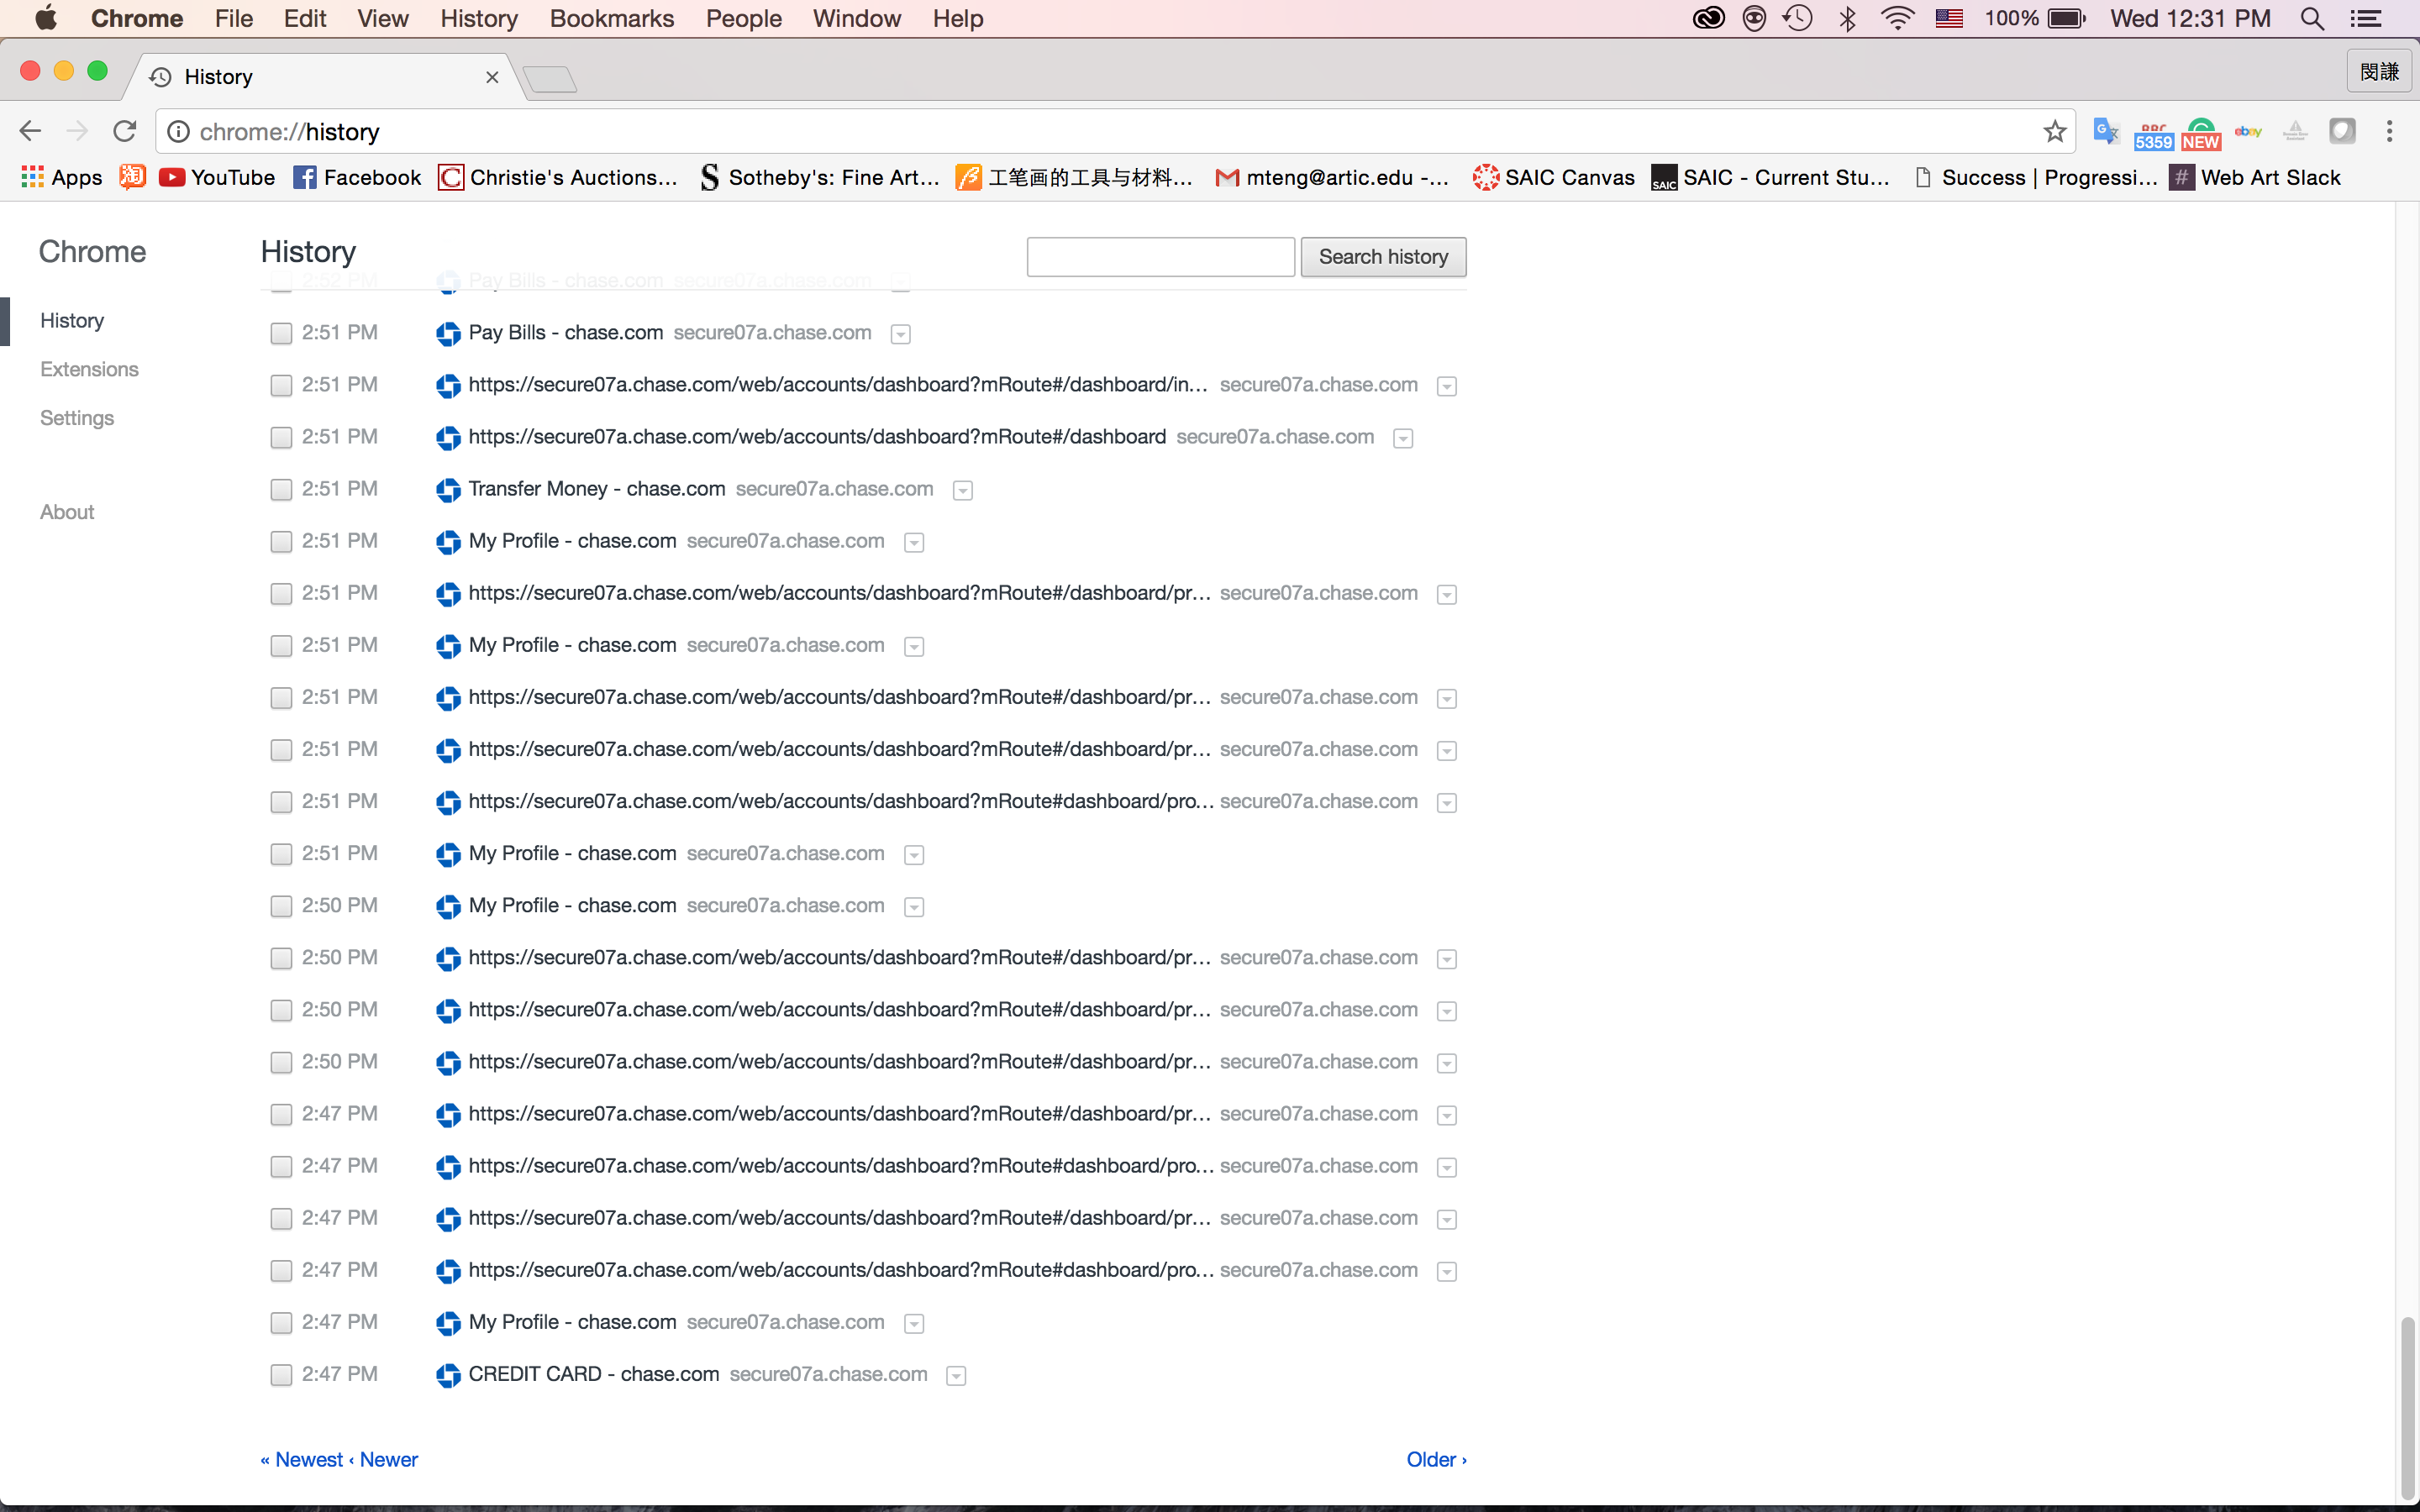 Chrome File Edit View History Bookmarks People Window Help 100% Wed 12:31 PM
History 閔謙
chrome://history 5359 NEW ebay
Apps 淘 YouTube Facebook Christie's Auctions... Sotheby's: Fine Art... 工笔画的工具与材料... mteng@artic.edu -... SAIC Canvas SAIC SAIC - Current Stu... Success | Progressi... # Web Art Slack
Chrome History Search history
2:52 PM Pay Bills - chase.com secure07a.chase.com
History
Extensions
Settings
About
2:51 PM Pay Bills - chase.com secure07a.chase.com
2:51 PM https://secure07a.chase.com/web/accounts/dashboard?mRoute#/dashboard/in... secure07a.chase.com
2:51 PM https://secure07a.chase.com/web/accounts/dashboard?mRoute#/dashboard secure07a.chase.com
2:51 PM Transfer Money - chase.com secure07a.chase.com
2:51 PM My Profile - chase.com secure07a.chase.com
2:51 PM https://secure07a.chase.com/web/accounts/dashboard?mRoute#/dashboard/pr... secure07a.chase.com
2:51 PM My Profile - chase.com secure07a.chase.com
2:51 PM https://secure07a.chase.com/web/accounts/dashboard?mRoute#/dashboard/pr... secure07a.chase.com
2:51 PM https://secure07a.chase.com/web/accounts/dashboard?mRoute#/dashboard/pr... secure07a.chase.com
2:51 PM https://secure07a.chase.com/web/accounts/dashboard?mRoute#dashboard/pro... secure07a.chase.com
2:51 PM My Profile - chase.com secure07a.chase.com
2:50 PM My Profile - chase.com secure07a.chase.com
2:50 PM https://secure07a.chase.com/web/accounts/dashboard?mRoute#/dashboard/pr... secure07a.chase.com
2:50 PM https://secure07a.chase.com/web/accounts/dashboard?mRoute#/dashboard/pr... secure07a.chase.com
2:50 PM https://secure07a.chase.com/web/accounts/dashboard?mRoute#/dashboard/pr... secure07a.chase.com
2:47 PM https://secure07a.chase.com/web/accounts/dashboard?mRoute#/dashboard/pr... secure07a.chase.com
2:47 PM https://secure07a.chase.com/web/accounts/dashboard?mRoute#dashboard/pro... secure07a.chase.com
2:47 PM https://secure07a.chase.com/web/accounts/dashboard?mRoute#/dashboard/pr... secure07a.chase.com
2:47 PM https://secure07a.chase.com/web/accounts/dashboard?mRoute#dashboard/pro... secure07a.chase.com
2:47 PM My Profile - chase.com secure07a.chase.com
2:47 PM CREDIT CARD - chase.com secure07a.chase.com
« Newest ‹ Newer Older ›